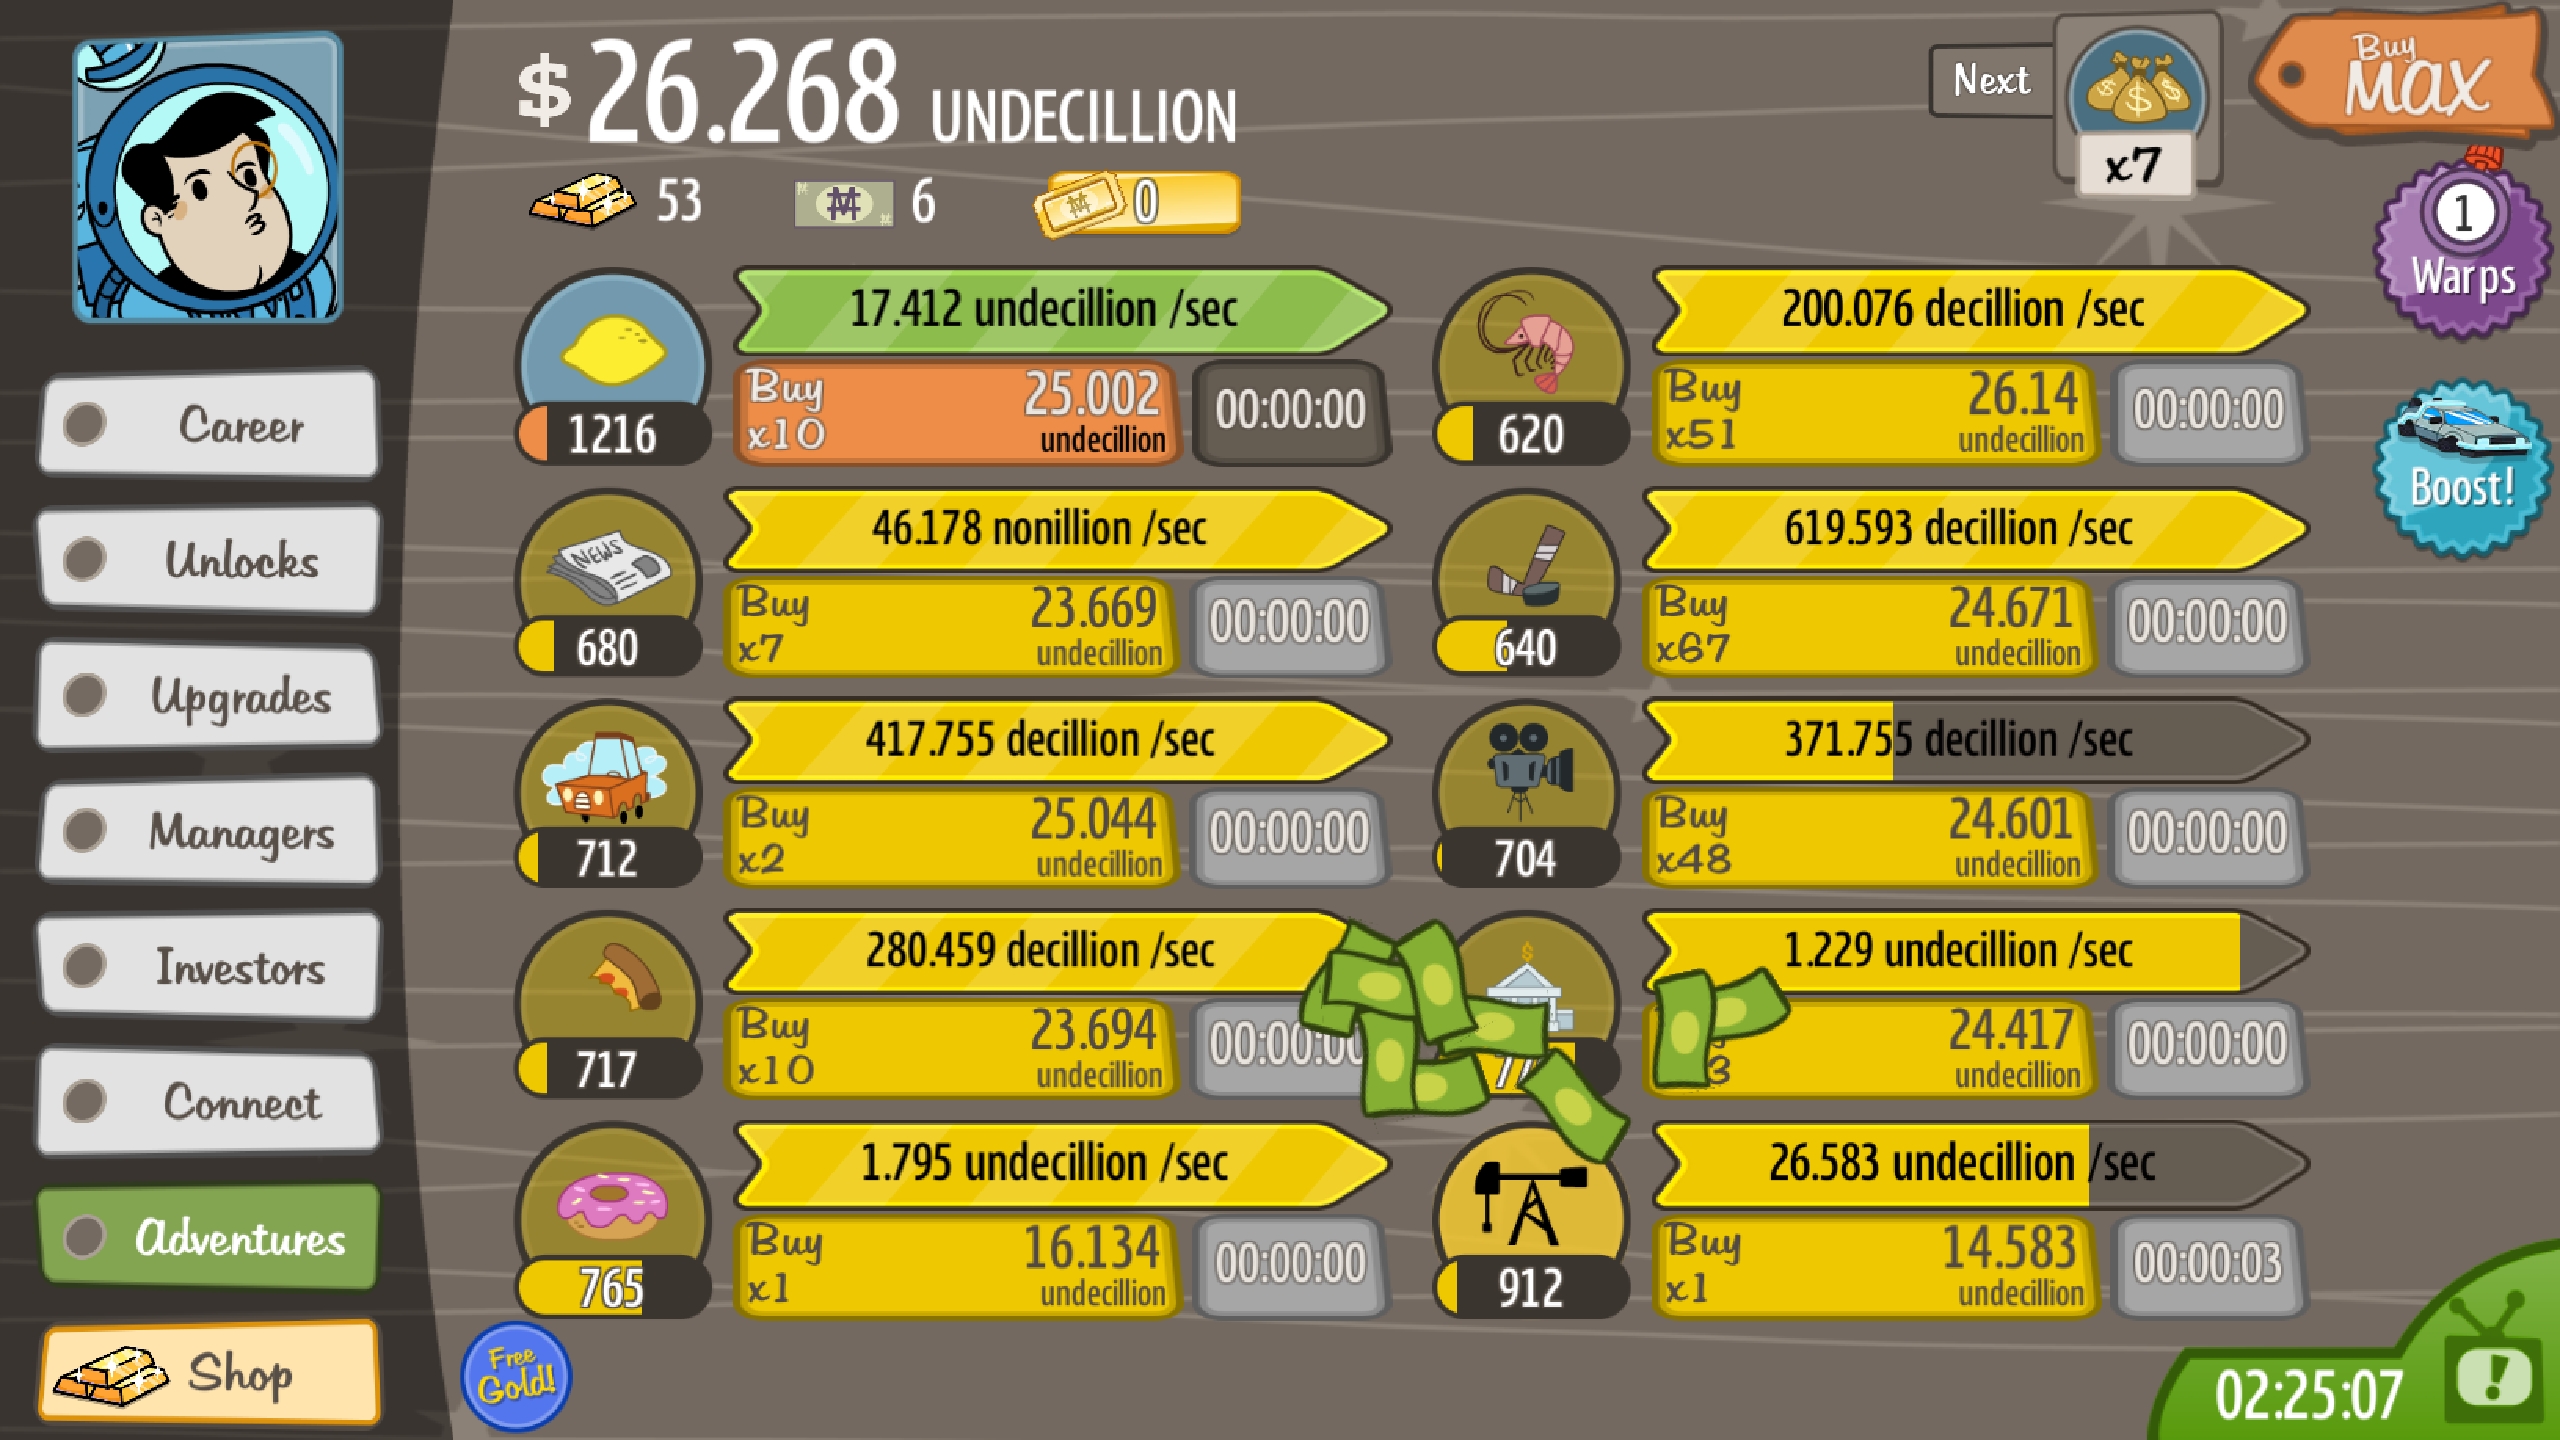 $26.268 UNDECILLION
Next
x7
Buy
MAX
53
6
0
1
Warps
Boost!
Career
Unlocks
Upgrades
Managers
Investors
Connect
Adventures
Shop
17.412 undecillion /sec
Buy
x10
25.002
undecillion
00:00:00
1216
200.076 decillion /sec
Buy
x51
26.14
undecillion
00:00:00
620
NEWS
46.178 nonillion /sec
Buy
x7
23.669
undecillion
00:00:00
680
619.593 decillion /sec
Buy
x67
24.671
undecillion
00:00:00
640
417.755 decillion /sec
Buy
x2
25.044
undecillion
00:00:00
712
371.755 decillion /sec
Buy
x48
24.601
undecillion
00:00:00
704
280.459 decillion /sec
Buy
x10
23.694
undecillion
00:00:00
717
1.229 undecillion /sec
24.417
undecillion
00:00:00
1.795 undecillion /sec
Buy
x1
16.134
undecillion
00:00:00
765
26.583 undecillion /sec
Buy
x1
14.583
undecillion
00:00:03
912
Free
Gold!
02:25:07